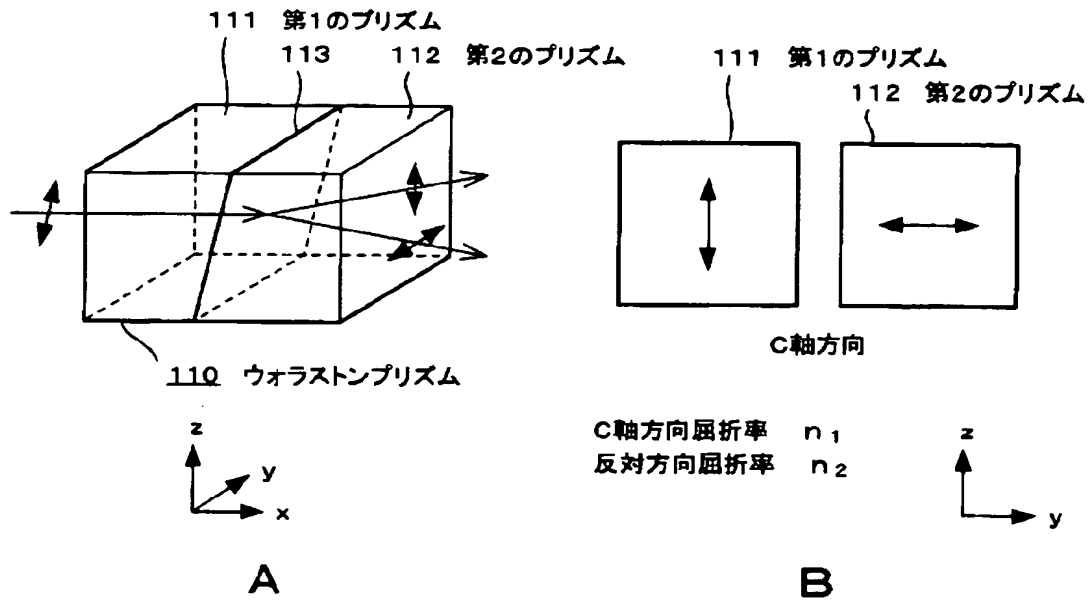 111 第1のプリズム
113
112 第2のプリズム
110 ウォラストンプリズム
z
y
x
A
111 第1のプリズム
112 第2のプリズム
C軸方向
C軸方向屈折率 n1
反対方向屈折率 n2
z
y
B